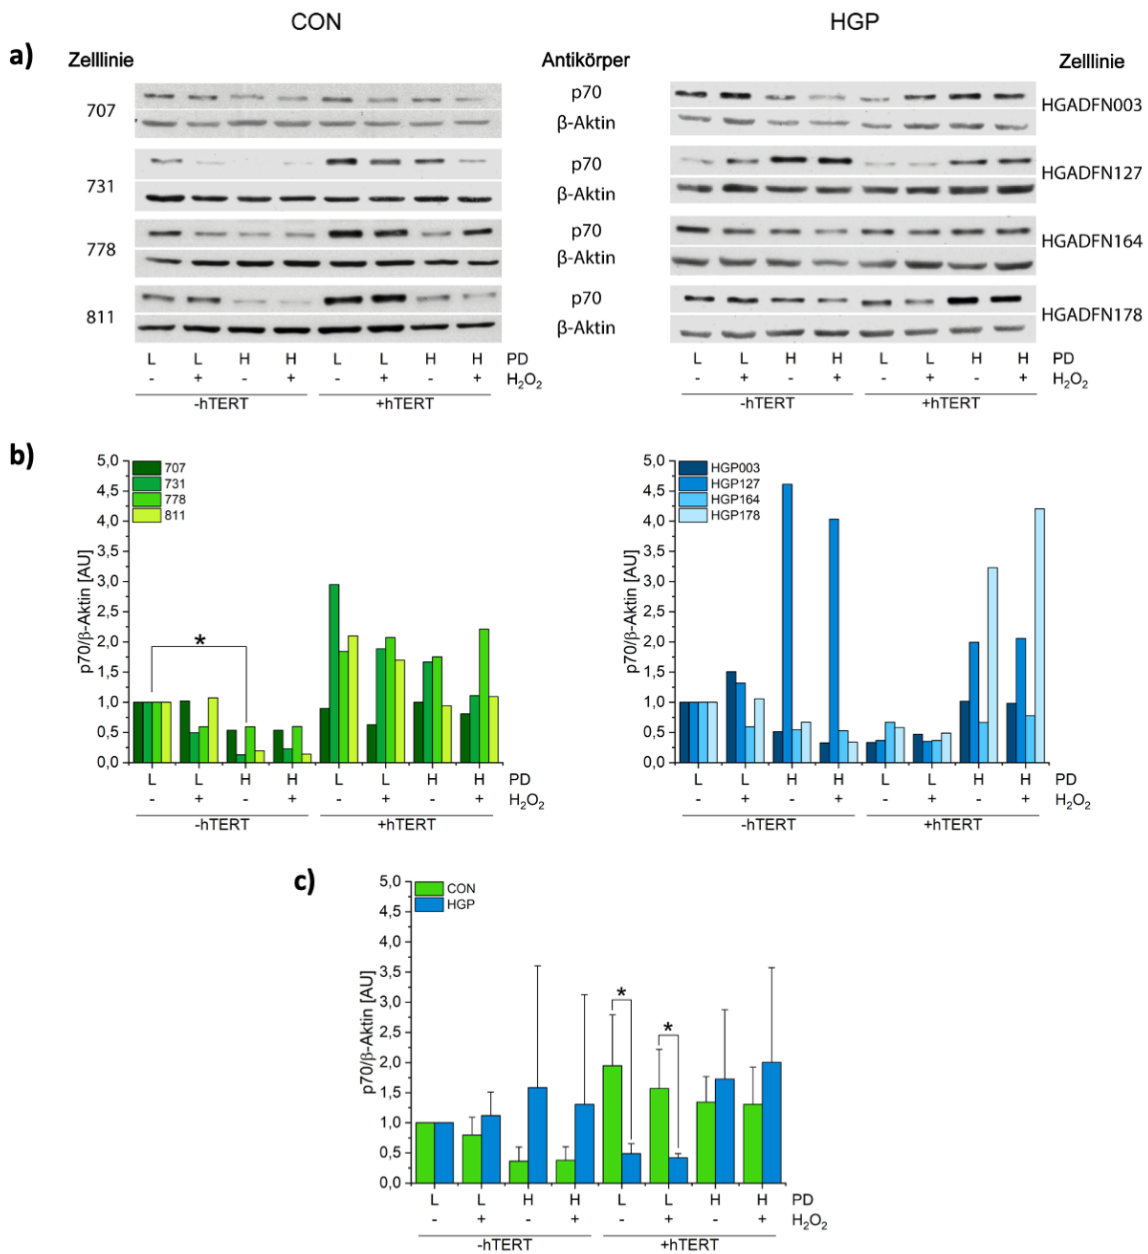 CON
HGP
a)
Zelllinie
Antikörper
Zelllinie
707
p70
β-Aktin
HGADFN003
731
p70
β-Aktin
HGADFN127
778
p70
β-Aktin
HGADFN164
811
p70
β-Aktin
HGADFN178
L L H H L L H H
- + - + - + - +
-hTERT +hTERT
L L H H L L H H PD
- + - + - + - + H₂O₂
-hTERT +hTERT
PD
H₂O₂
b)
p70/β-Aktin [AU]
5,0
4,5
4,0
3,5
3,0
2,5
2,0
1,5
1,0
0,5
0,0
707
731
778
811
*
L L H H L L H H PD
- + - + - + - + H₂O₂
-hTERT +hTERT
p70/β-Aktin [AU]
5,0
4,5
4,0
3,5
3,0
2,5
2,0
1,5
1,0
0,5
0,0
HGP003
HGP127
HGP164
HGP178
L L H H L L H H PD
- + - + - + - + H₂O₂
-hTERT +hTERT
c)
p70/β-Aktin [AU]
5,0
4,5
4,0
3,5
3,0
2,5
2,0
1,5
1,0
0,5
0,0
CON
HGP
*
*
L L H H L L H H PD
- + - + - + - + H₂O₂
-hTERT +hTERT